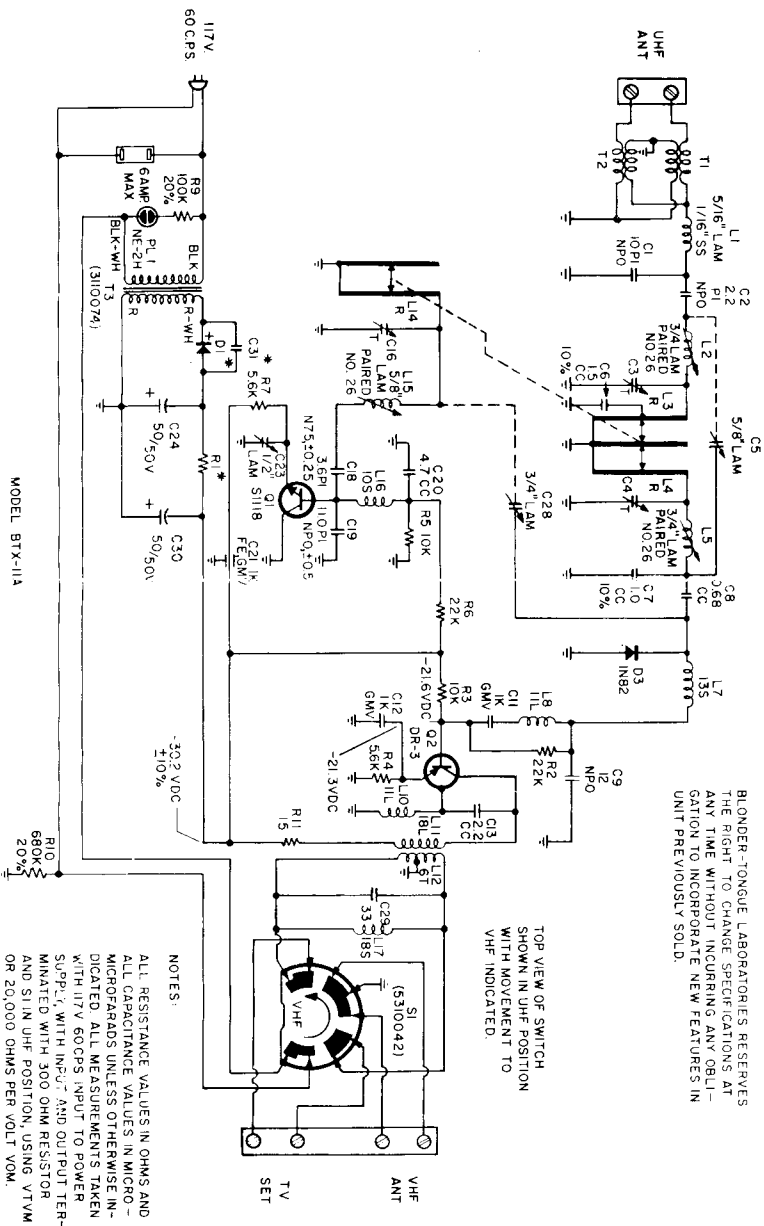 BLONDER-TONGUE LABORATORIES RESERVES
THE RIGHT TO CHANGE SPECIFICATIONS AT
ANY TIME WITHOUT INCURRING ANY OBLI-
GATION TO INCORPORATE NEW FEATURES IN
UNIT PREVIOUSLY SOLD.
UHF
ANT
T1
T2
L1
5/16" LAM
1/16" SS
C1
10PI
NPO
C2
2.2
PI
NPO
L2
3/4 LAM
PAIRED
NO.26
C3
T
C6
1.5
CC
10%
L3
R
C5
5/8" LAM
L4
R
C4
T
L5
3/4" LAM
PAIRED
NO.26
C7
1.0
CC
10%
C8
0.68
CC
D3
IN82
L7
13S
C9
12
NPO
R2
22K
L8
11L
C11
1K
GMV
R3
10K
-21.6VDC
Q2
DR-3
C12
1K
GMV
R4
5.6K
-21.3VDC
L10
11L
C13
2.2
CC
L11
18L
L12
6T
R11
15
C29
33
L17
18S
TOP VIEW OF SWITCH
SHOWN IN UHF POSITION
WITH MOVEMENT TO
VHF INDICATED.
S1
(5310042)
VHF
VHF
ANT
TV
SET
L14
R
C16
T
L15
5/8"
LAM
PAIRED
NO. 26
C28
3/4" LAM
C20
4.7 CC
R5 10K
R6
22K
L16
10S
C18
3.6PI
N75,±0.25
C19
110PI
NPO,±0.5
Q1
S1118
C23
1/2"
LAM
C21 1K
R7
5.6K
C31 *
D1 *
R1 *
117V.
60 C.P.S.
6AMP
MAX
R9
100K
20%
PL1
NE-2H
BLK
BLK-WH
T3
(3110074)
R
R-WH
C24
50/50V
C30
50/50V
-30.2 VDC
±10%
R10
680K
20%
MODEL BTX-11A
NOTES:
ALL RESISTANCE VALUES IN OHMS AND
ALL CAPACITANCE VALUES IN MICRO-
MICROFARADS UNLESS OTHERWISE IN-
DICATED. ALL MEASUREMENTS TAKEN
WITH 117V 60CPS INPUT TO POWER
SUPPLY, WITH INPUT AND OUTPUT TER-
MINATED WITH 300 OHM RESISTOR
AND S1 IN UHF POSITION, USING VTVM
OR 20,000 OHMS PER VOLT VOM.